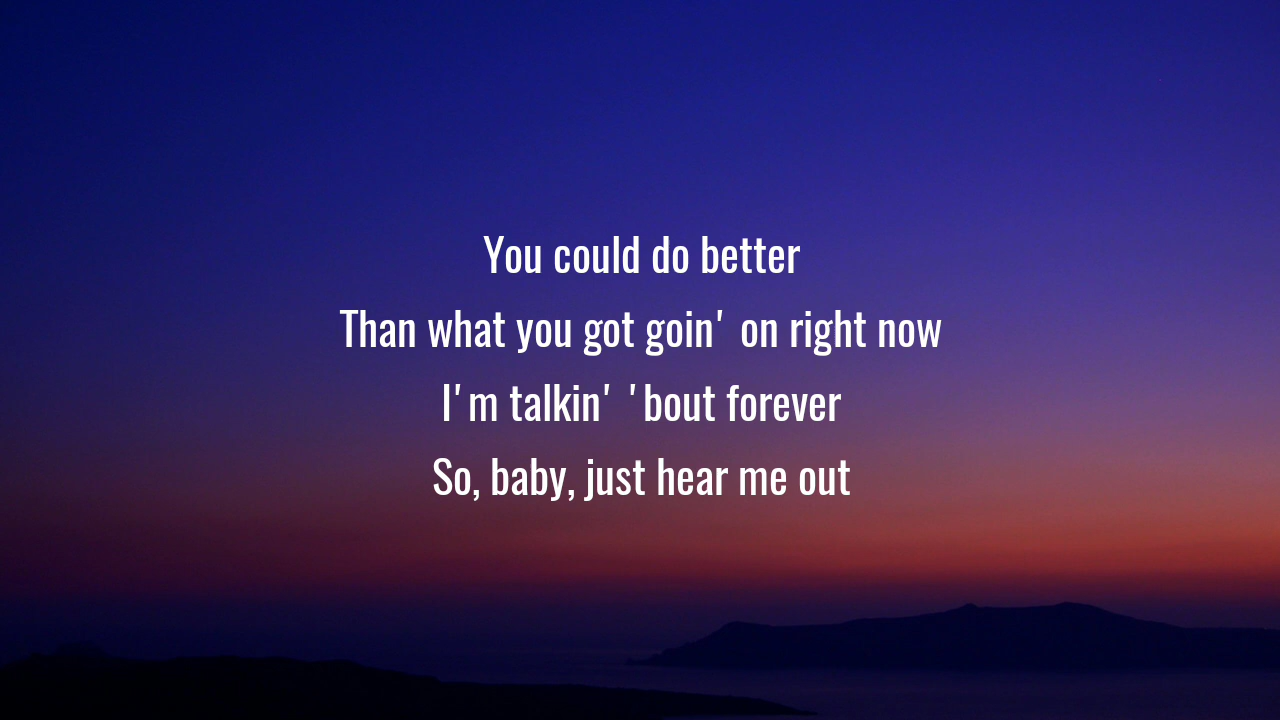 You could do better
Than what you got goin' on right now
I'm talkin' 'bout forever
So, baby, just hear me out